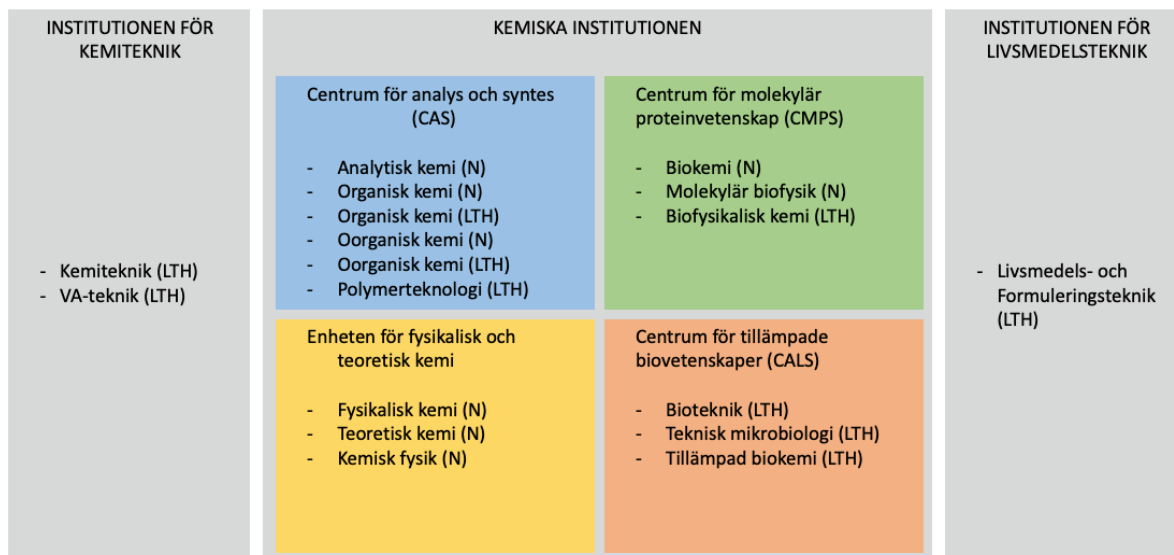 INSTITUTIONEN FÖR
KEMITEKNIK
- Kemiteknik (LTH)
- VA-teknik (LTH)
KEMISKA INSTITUTIONEN
Centrum för analys och syntes
(CAS)
- Analytisk kemi (N)
- Organisk kemi (N)
- Organisk kemi (LTH)
- Oorganisk kemi (N)
- Oorganisk kemi (LTH)
- Polymerteknologi (LTH)
Centrum för molekylär
proteinvetenskap (CMPS)
- Biokemi (N)
- Molekylär biofysik (N)
- Biofysikalisk kemi (LTH)
Enheten för fysikalisk och
teoretisk kemi
- Fysikalisk kemi (N)
- Teoretisk kemi (N)
- Kemisk fysik (N)
Centrum för tillämpade
biovetenskaper (CALS)
- Bioteknik (LTH)
- Teknisk mikrobiologi (LTH)
- Tillämpad biokemi (LTH)
INSTITUTIONEN FÖR
LIVSMEDELSTEKNIK
- Livsmedels- och
Formuleringsteknik
(LTH)